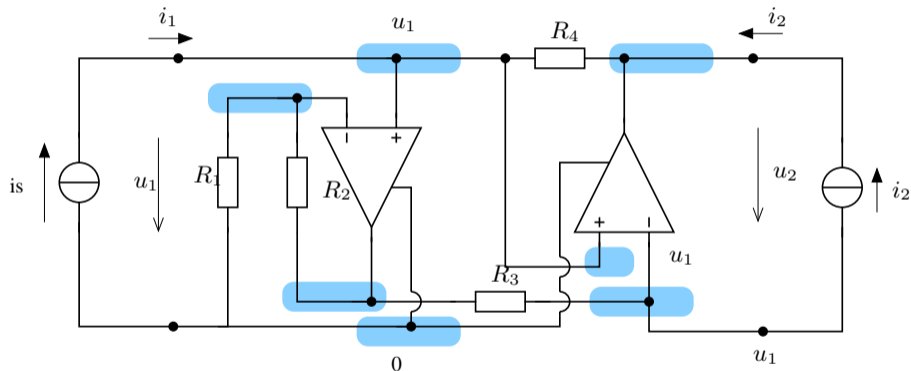 i₁
u₁
R₄
i₂
− +
is
u₁
R₁
R₂
u₂
i₂
+ −
u₁
R₃
u₁
0